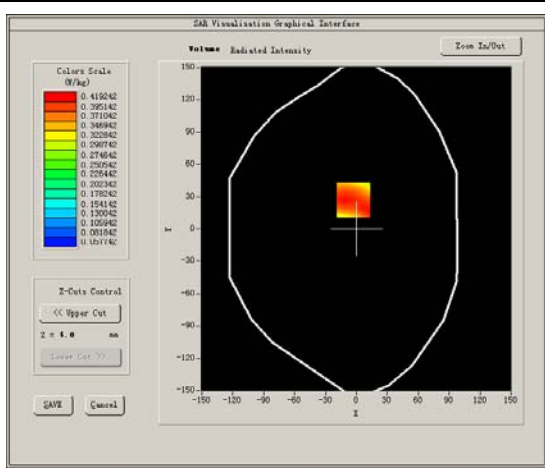 SAR Visualisation Graphical Interface
Volume Radiated Intensity
Zoom In/Out
Colors Scale
(W/kg)
0.419242
0.395142
0.371042
0.346942
0.322842
0.298742
0.274642
0.250542
0.226442
0.202342
0.178242
0.154142
0.130042
0.105942
0.081842
0.057742
Z-Cuts Control
<< Upper Cut
Z = 4.0 mm
Lower Cut >>
SAVE Cancel
150
120
90
60
30
0
-30
-60
-90
-120
-150
Y
-150 -120 -90 -60 -30 0 30 60 90 120 150
X